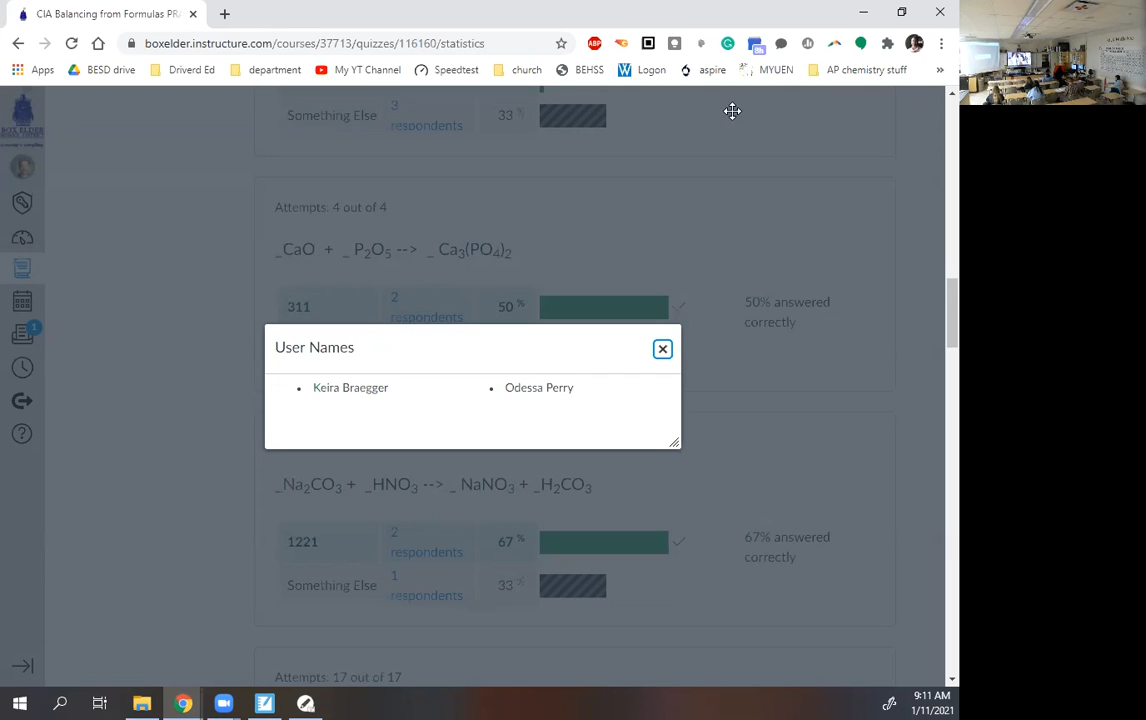 CIA Balancing from Formulas PR
boxelder.instructure.com/courses/37713/quizzes/116160/statistics
Apps BESD drive Driverd Ed department My YT Channel Speedtest church BEHSS Logon aspire MYUEN AP chemistry stuff »
Something Else 3 respondents 33 %
Attempts: 4 out of 4
_CaO + _ P₂O₅ --> _ Ca₃(PO₄)₂
311 2 respondents 50 % 50% answered correctly
User Names
Keira Braegger Odessa Perry
_Na₂CO₃ + _HNO₃ --> _ NaNO₃ + _H₂CO₃
1221 2 respondents 67 % 67% answered correctly
Something Else 1 respondents 33 %
Attempts: 17 out of 17
1
9:11 AM
1/11/2021